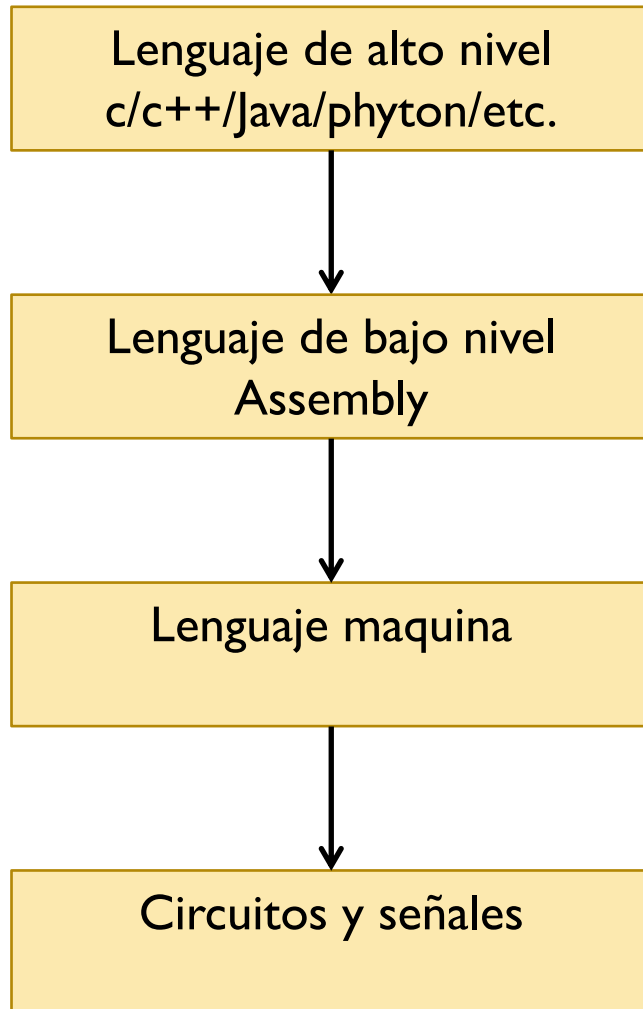 Lenguaje de alto nivel
c/c++/Java/phyton/etc.
Lenguaje de bajo nivel
Assembly
Lenguaje maquina
Circuitos y señales